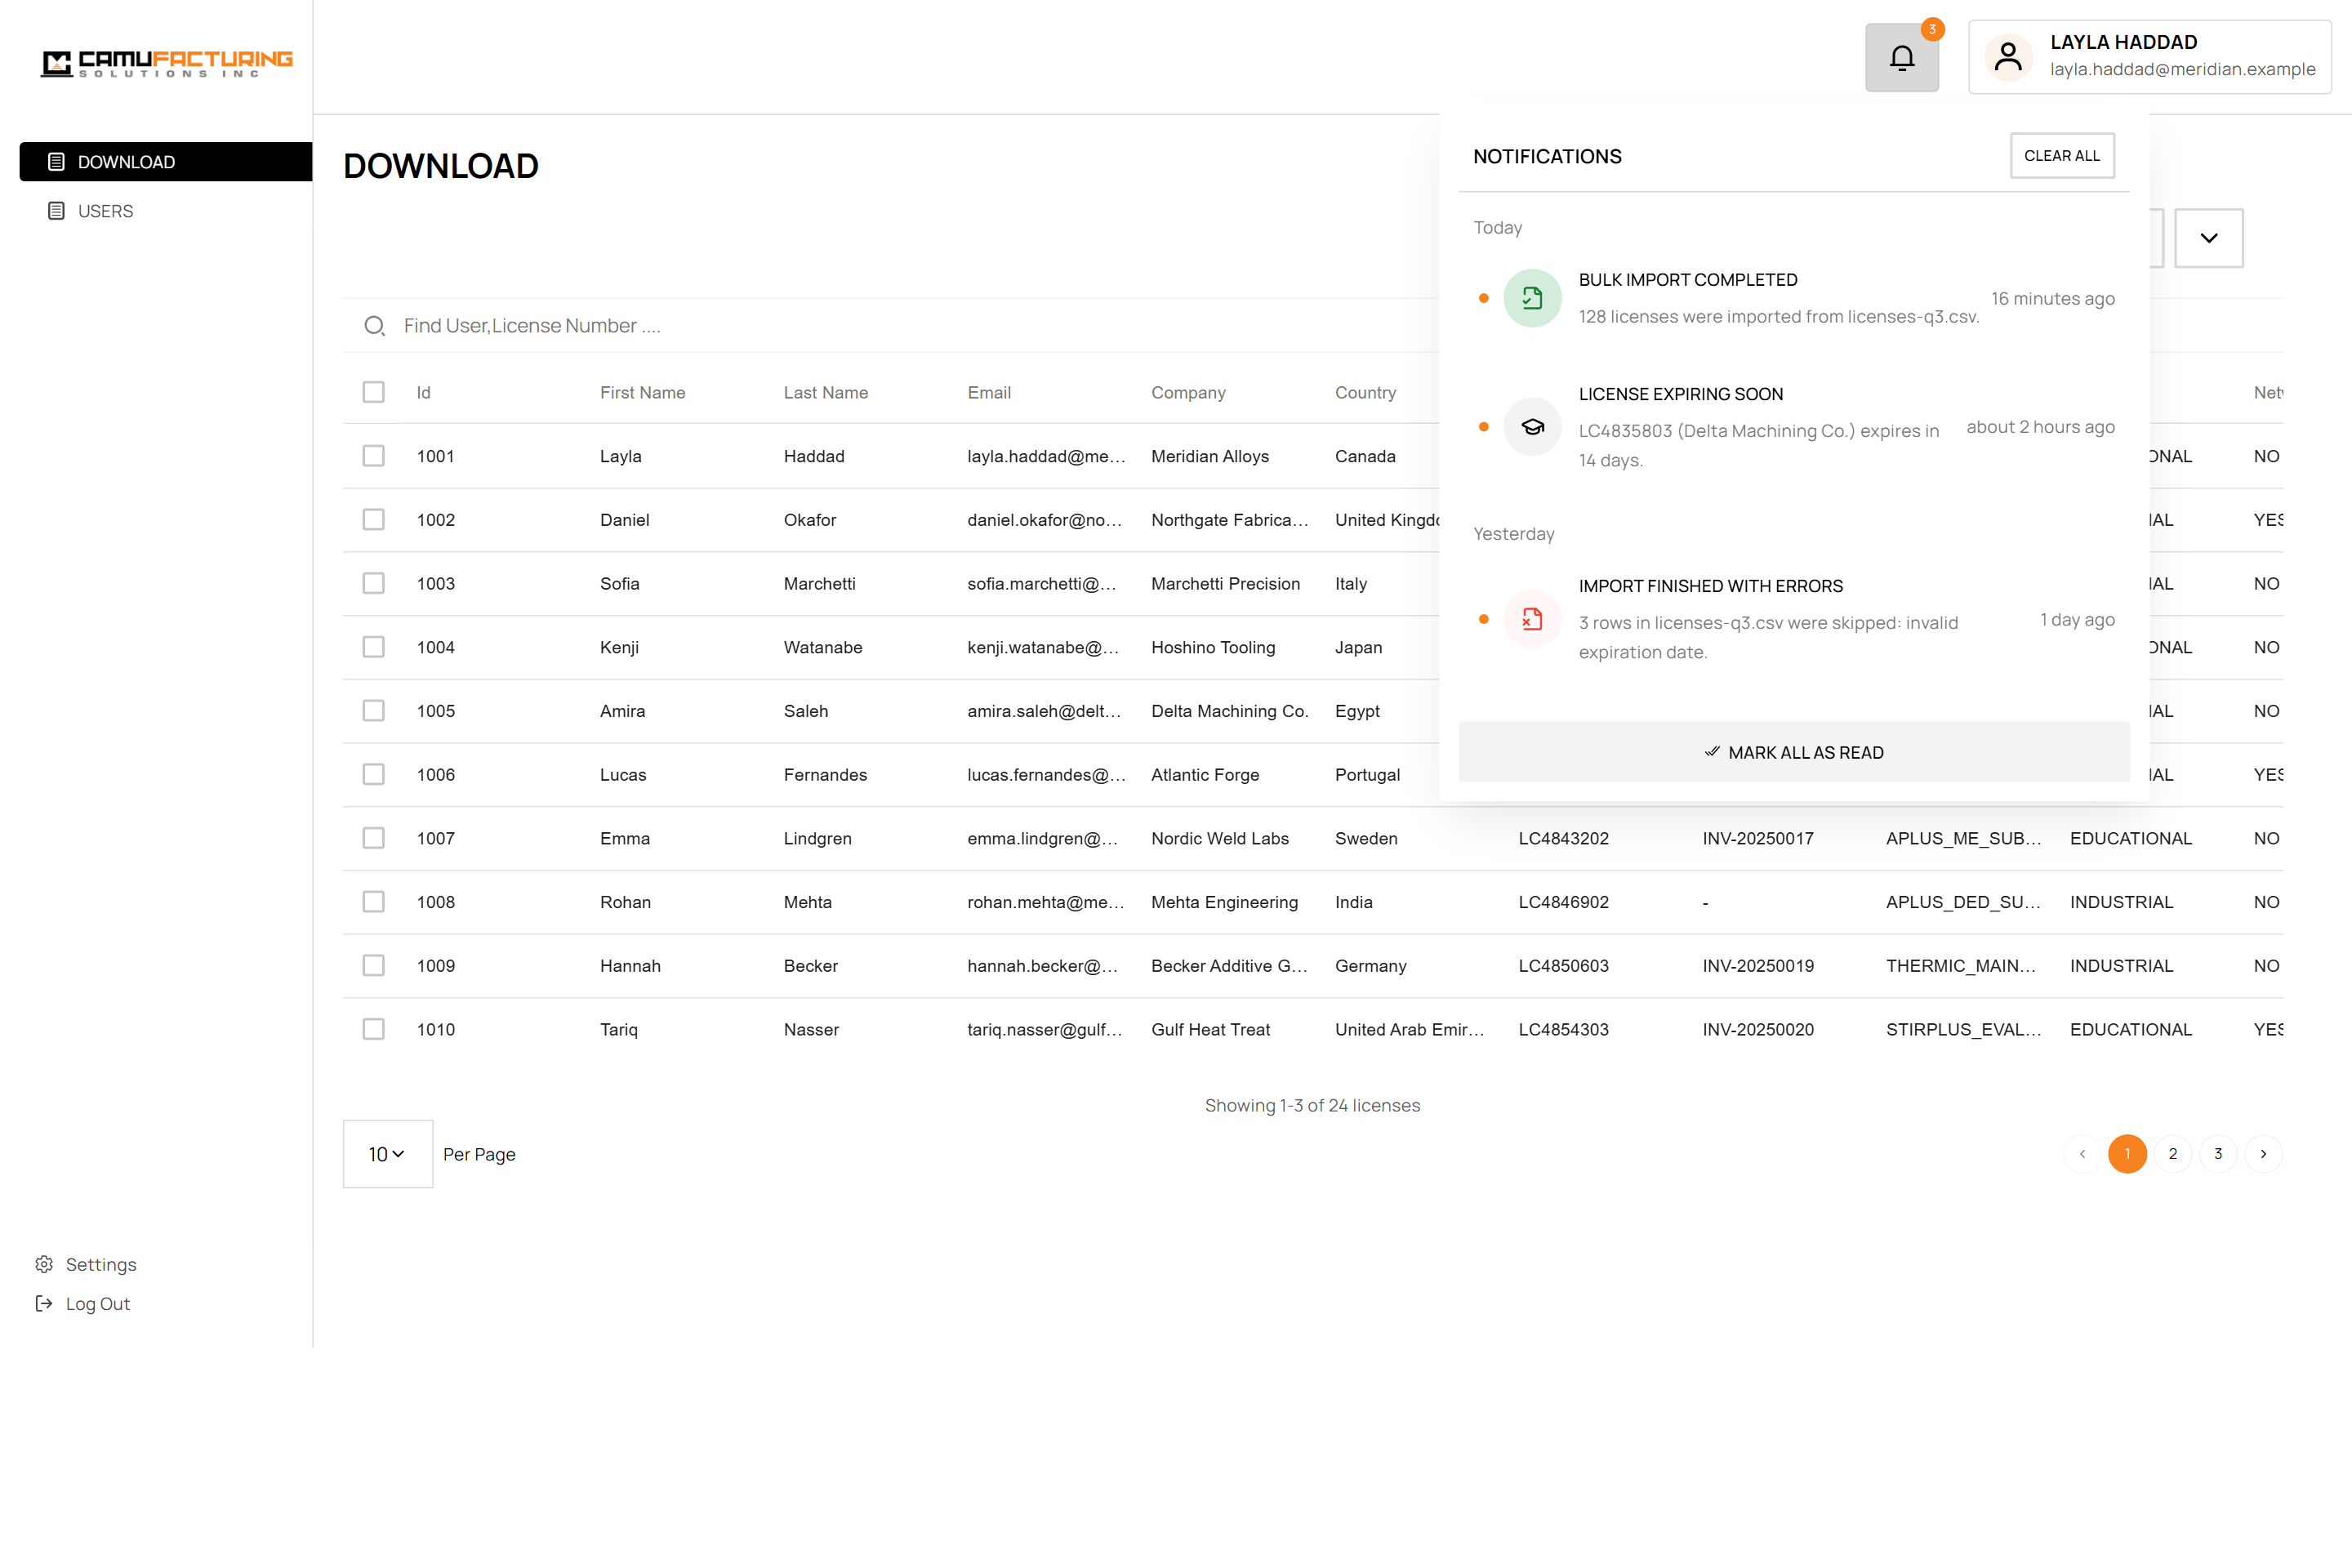 CAMUFACTURING
SOLUTIONS INC
3
LAYLA HADDAD
layla.haddad@meridian.example
DOWNLOAD
USERS
Settings
Log Out
DOWNLOAD
Find User,License Number ....
NOTIFICATIONS
CLEAR ALL
Today
BULK IMPORT COMPLETED
128 licenses were imported from licenses-q3.csv.
16 minutes ago
LICENSE EXPIRING SOON
LC4835803 (Delta Machining Co.) expires in
14 days.
about 2 hours ago
Yesterday
IMPORT FINISHED WITH ERRORS
3 rows in licenses-q3.csv were skipped: invalid
expiration date.
1 day ago
MARK ALL AS READ
Id First Name Last Name Email Company Country
1001 Layla Haddad layla.haddad@me... Meridian Alloys Canada NO
1002 Daniel Okafor daniel.okafor@no... Northgate Fabrica... United YES
1003 Sofia Marchetti sofia.marchetti@... Marchetti Precision Italy NO
1004 Kenji Watanabe kenji.watanabe@... Hoshino Tooling Japan NO
1005 Amira Saleh amira.saleh@delt... Delta Machining Co. Egypt NO
1006 Lucas Fernandes lucas.fernandes@... Atlantic Forge Portugal YES
1007 Emma Lindgren emma.lindgren@... Nordic Weld Labs Sweden LC4843202 INV-20250017 APLUS_ME_SUB... EDUCATIONAL NO
1008 Rohan Mehta rohan.mehta@me... Mehta Engineering India LC4846902 - APLUS_DED_SU... INDUSTRIAL NO
1009 Hannah Becker hannah.becker@... Becker Additive G... Germany LC4850603 INV-20250019 THERMIC_MAIN... INDUSTRIAL NO
1010 Tariq Nasser tariq.nasser@gulf... Gulf Heat Treat United Arab Emir... LC4854303 INV-20250020 STIRPLUS_EVAL... EDUCATIONAL YES
Showing 1-3 of 24 licenses
10 Per Page
1 2 3